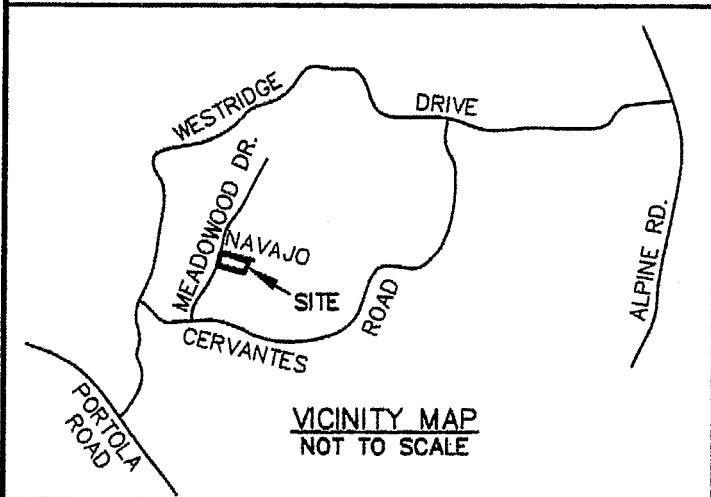 WESTRIDGE
DRIVE
MEADOWOOD DR.
NAVAJO
SITE
ROAD
CERVANTES
ALPINE RD.
PORTOLA
ROAD
VICINITY MAP
NOT TO SCALE